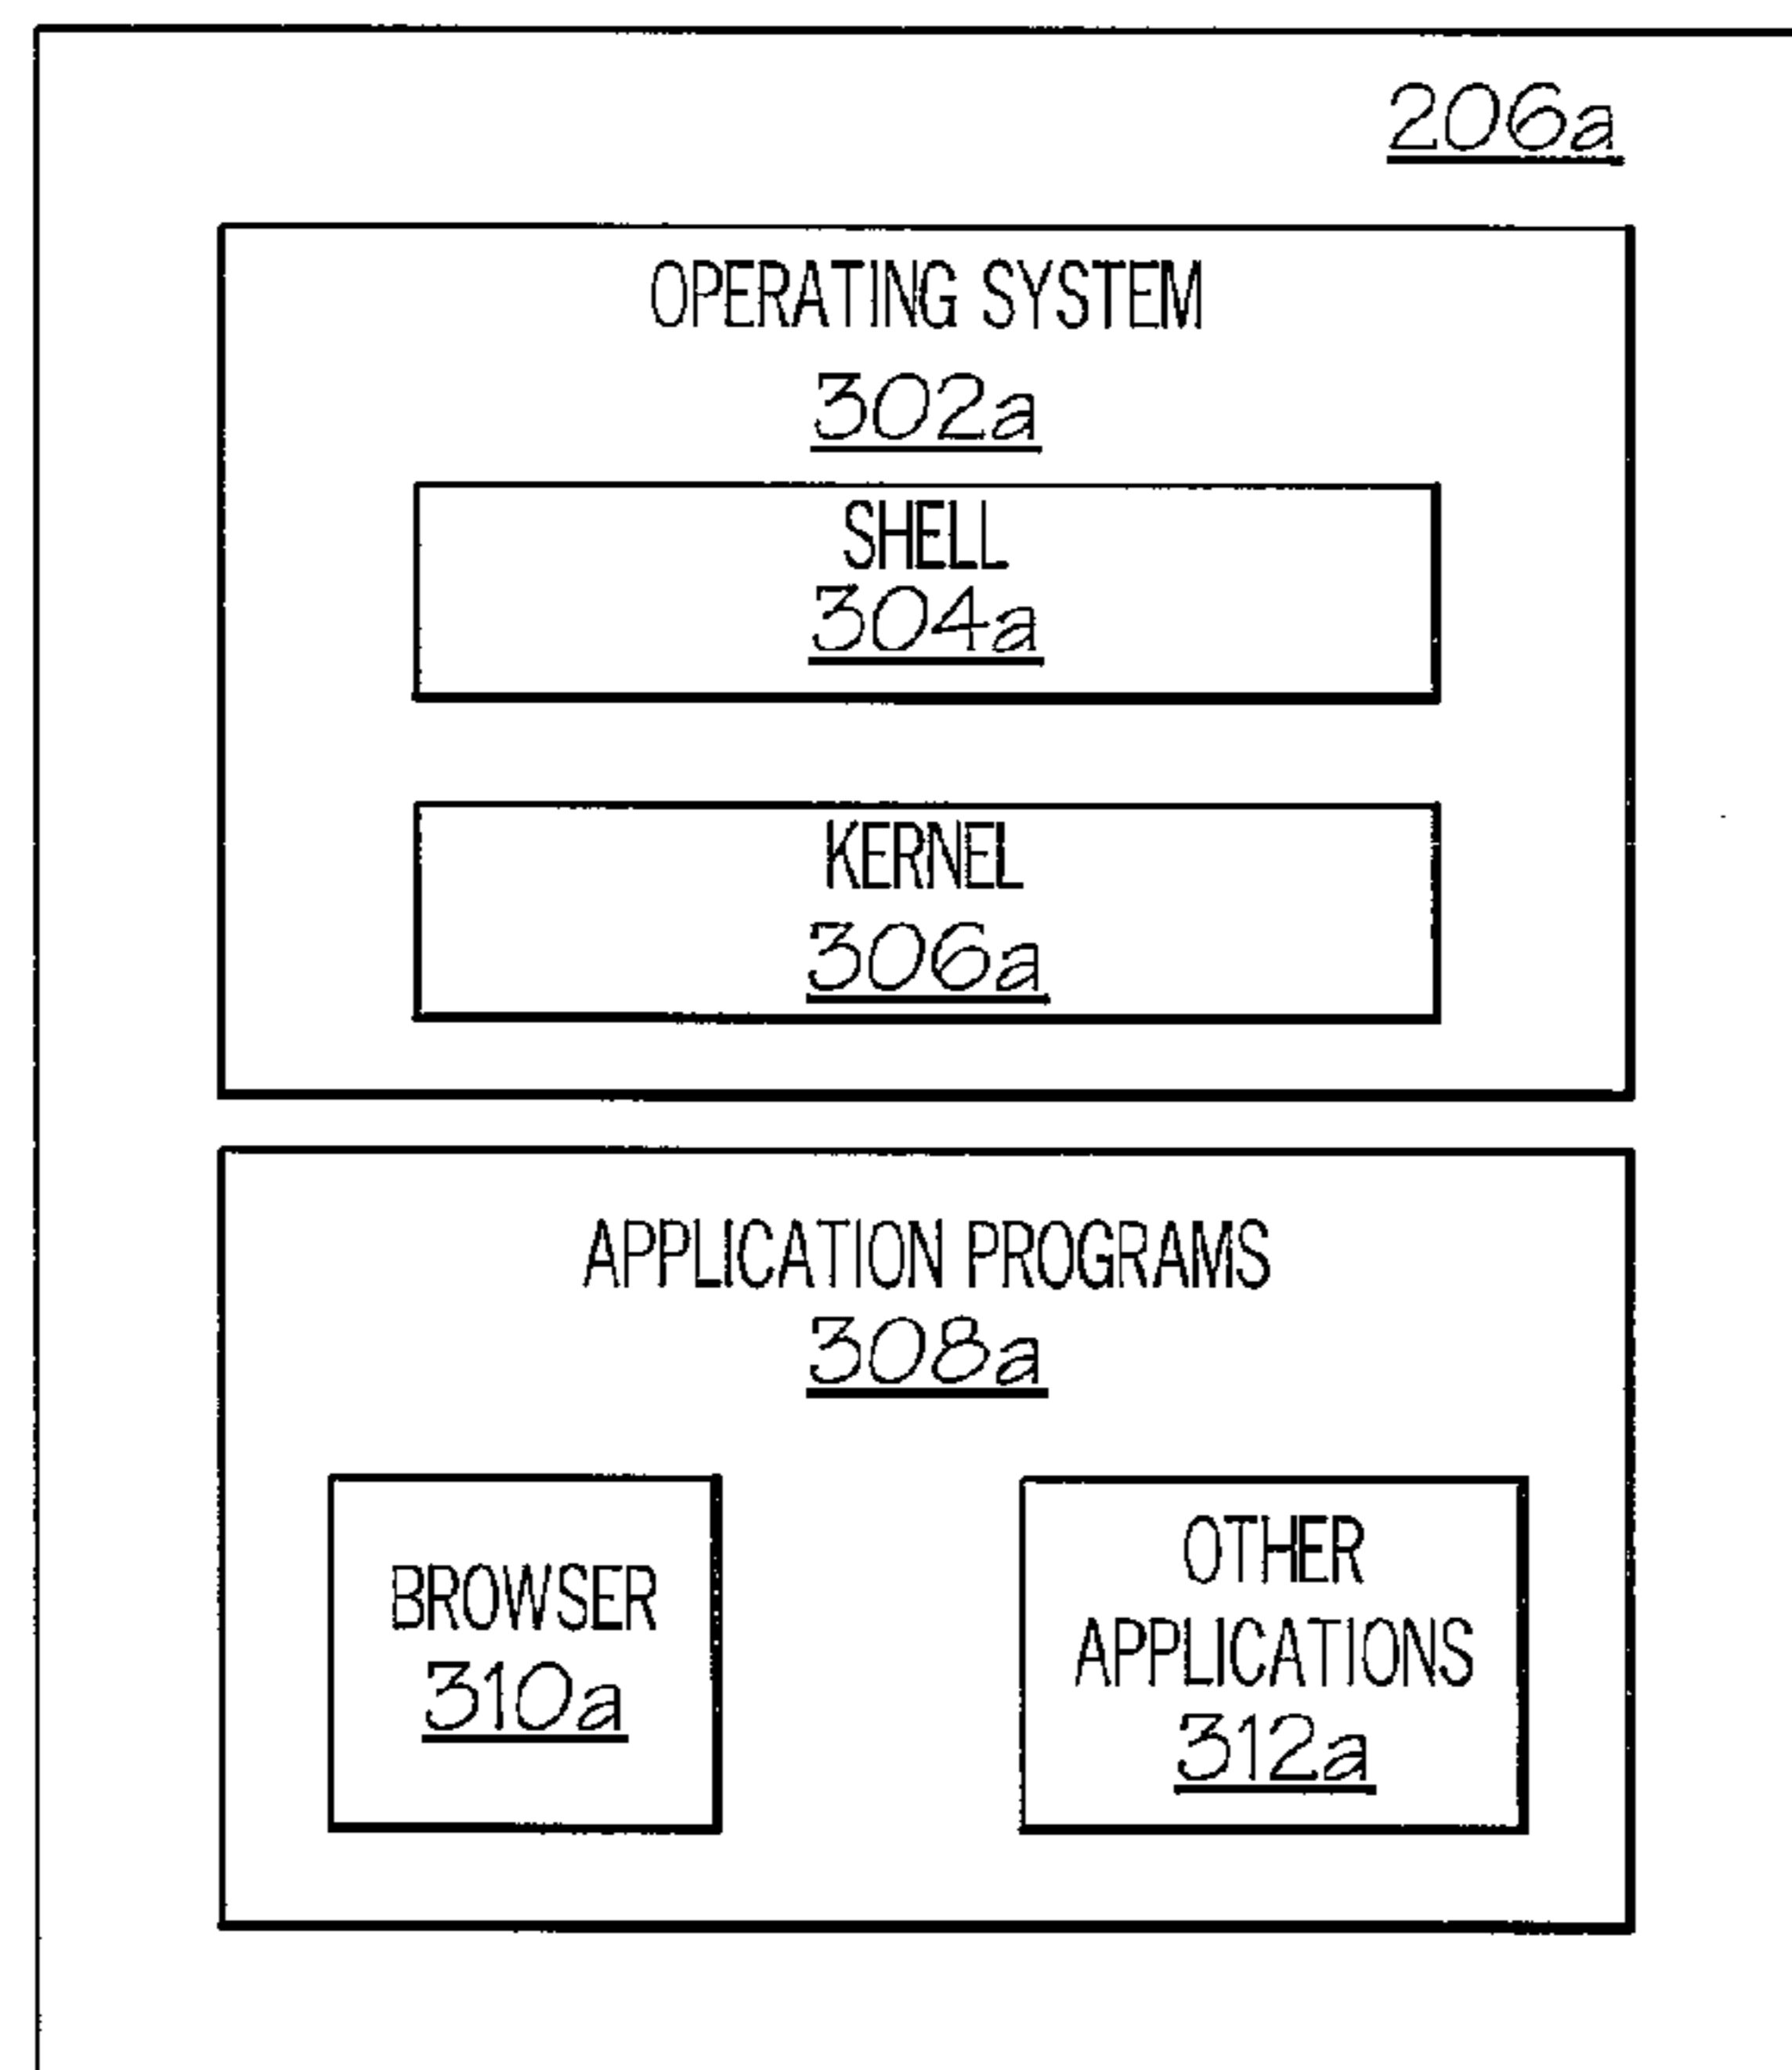 206a
OPERATING SYSTEM
302a
SHELL
304a
KERNEL
306a
APPLICATION PROGRAMS
308a
BROWSER
310a
OTHER
APPLICATIONS
312a